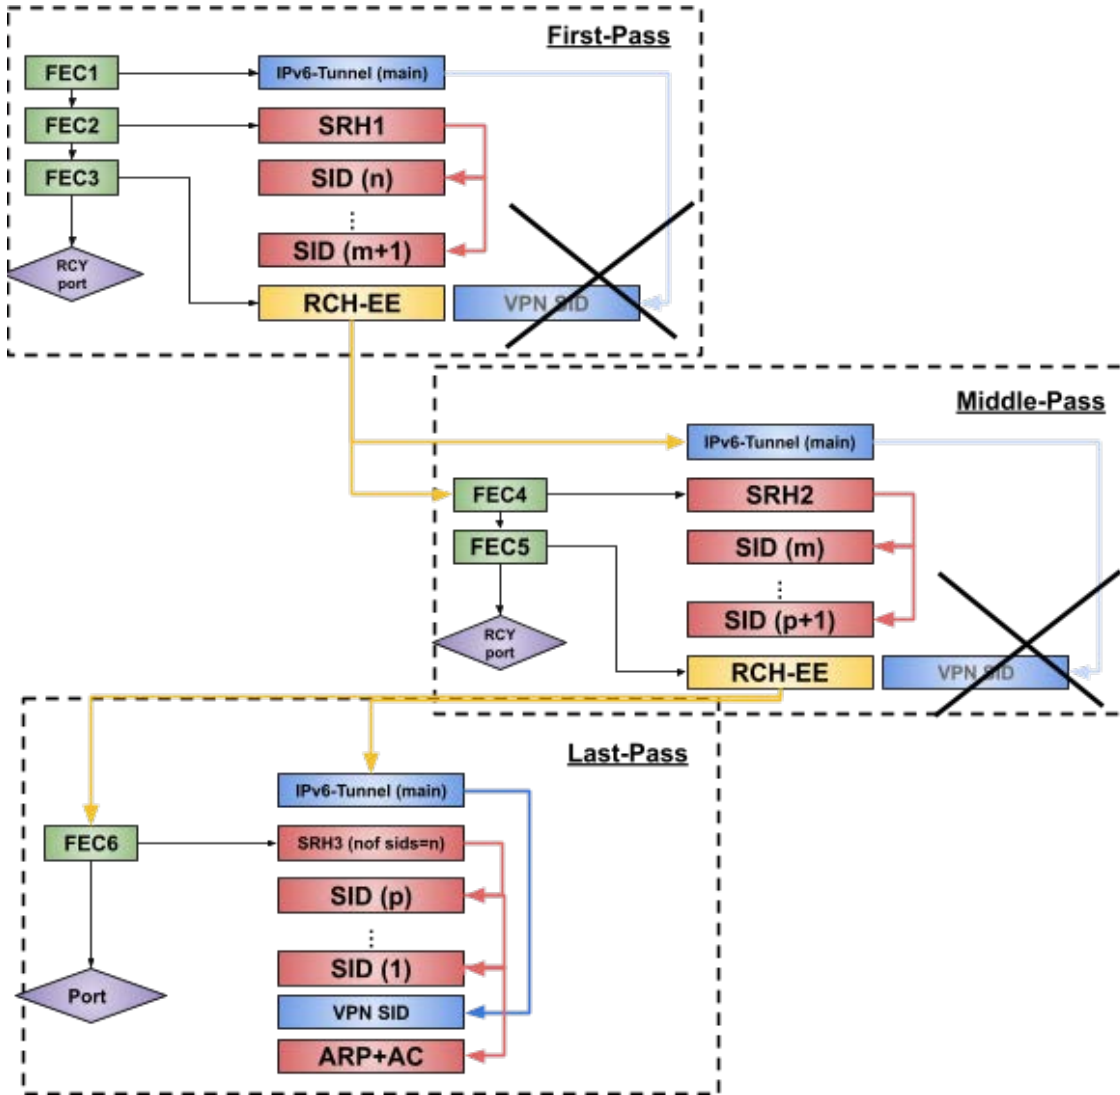 First-Pass
FEC1
IPv6-Tunnel (main)
FEC2
SRH1
FEC3
SID (n)
...
SID (m+1)
RCY
port
RCH-EE
VPN SID
Middle-Pass
IPv6-Tunnel (main)
FEC4
SRH2
FEC5
SID (m)
...
SID (p+1)
RCY
port
RCH-EE
VPN SID
Last-Pass
IPv6-Tunnel (main)
FEC6
SRH3 (nof sids=n)
SID (p)
...
SID (1)
Port
VPN SID
ARP+AC